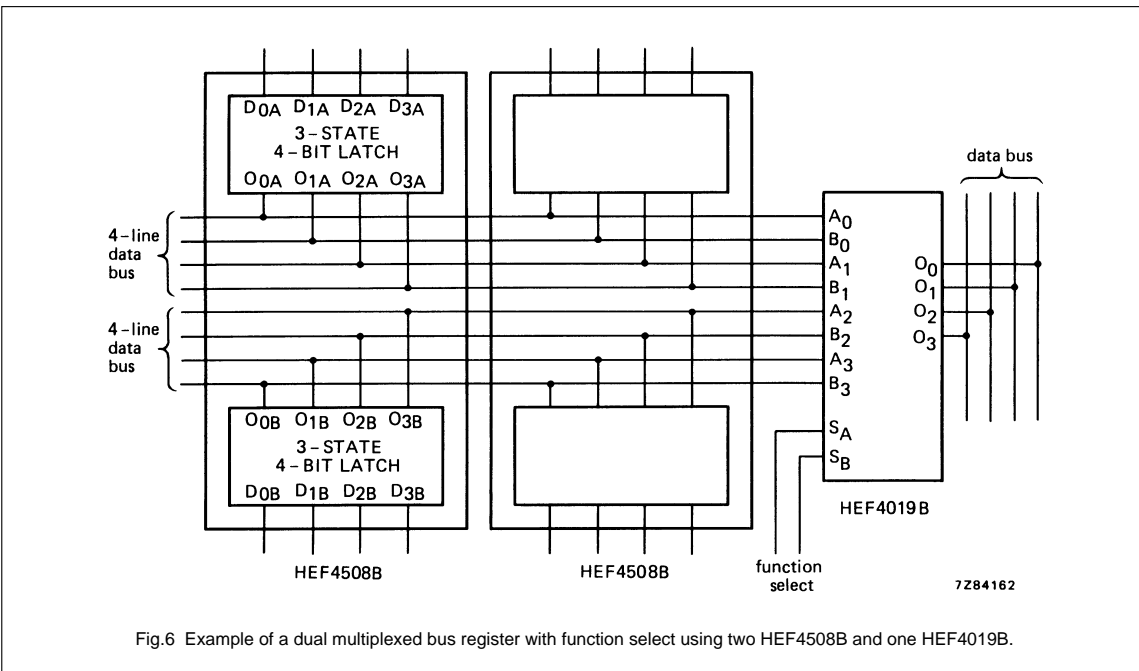 D0A D1A D2A D3A
3-STATE
4-BIT LATCH
O0A O1A O2A O3A
data bus
4-line
data
bus
A0
B0
A1
B1
A2
B2
A3
B3
O0
O1
O2
O3
4-line
data
bus
O0B O1B O2B O3B
3-STATE
4-BIT LATCH
D0B D1B D2B D3B
SA
SB
HEF4019B
HEF4508B
HEF4508B
function
select
7Z84162
Fig.6 Example of a dual multiplexed bus register with function select using two HEF4508B and one HEF4019B.